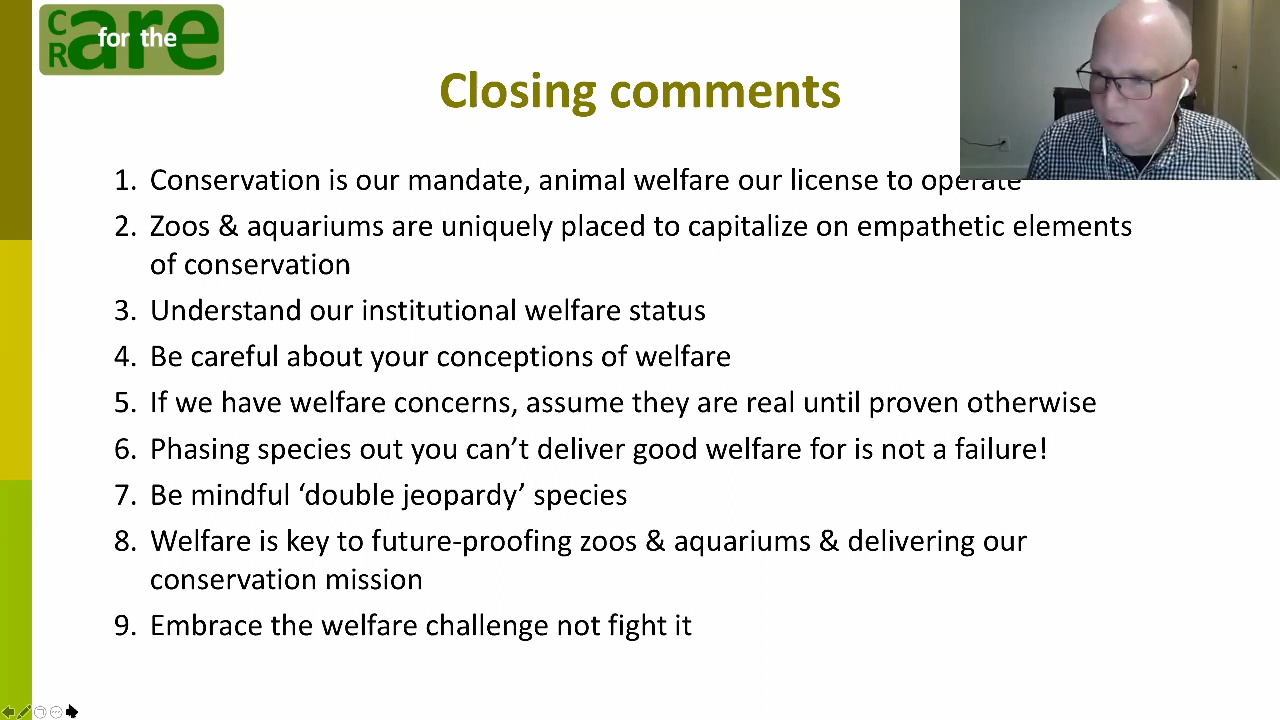 C
R are
for the
Closing comments
1. Conservation is our mandate, animal welfare our license to operate
2. Zoos & aquariums are uniquely placed to capitalize on empathetic elements
of conservation
3. Understand our institutional welfare status
4. Be careful about your conceptions of welfare
5. If we have welfare concerns, assume they are real until proven otherwise
6. Phasing species out you can’t deliver good welfare for is not a failure!
7. Be mindful ‘double jeopardy’ species
8. Welfare is key to future-proofing zoos & aquariums & delivering our
conservation mission
9. Embrace the welfare challenge not fight it